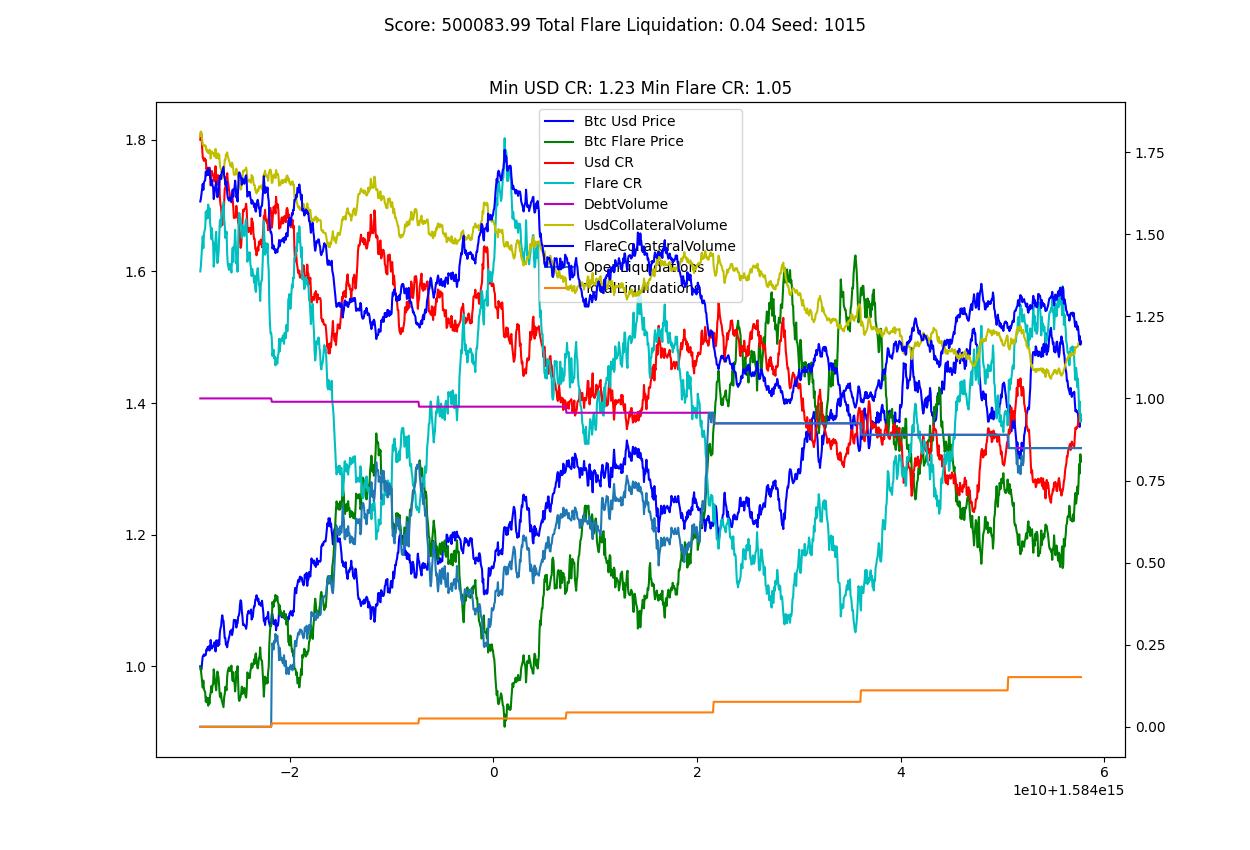 Score: 500083.99 Total Flare Liquidation: 0.04 Seed: 1015
Min USD CR: 1.23 Min Flare CR: 1.05
Btc Usd Price
Btc Flare Price
Usd CR
Flare CR
DebtVolume
UsdCollateralVolume
FlareCollateralVolume
OpenLiquidations
TotalLiquidations
1.8
1.6
1.4
1.2
1.0
1.75
1.50
1.25
1.00
0.75
0.50
0.25
0.00
−2 0 2 4 6
1e10+1.584e15